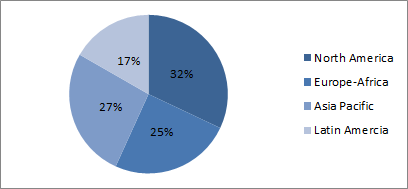 17%
32%
27%
25%
North America
Europe-Africa
Asia Pacific
Latin Amercia